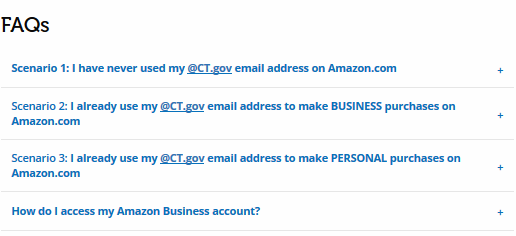 FAQs
Scenario 1: I have never used my @CT.gov email address on Amazon.com
+
Scenario 2: I already use my @CT.gov email address to make BUSINESS purchases on
Amazon.com
+
Scenario 3: I already use my @CT.gov email address to make PERSONAL purchases on
Amazon.com
+
How do I access my Amazon Business account?
+